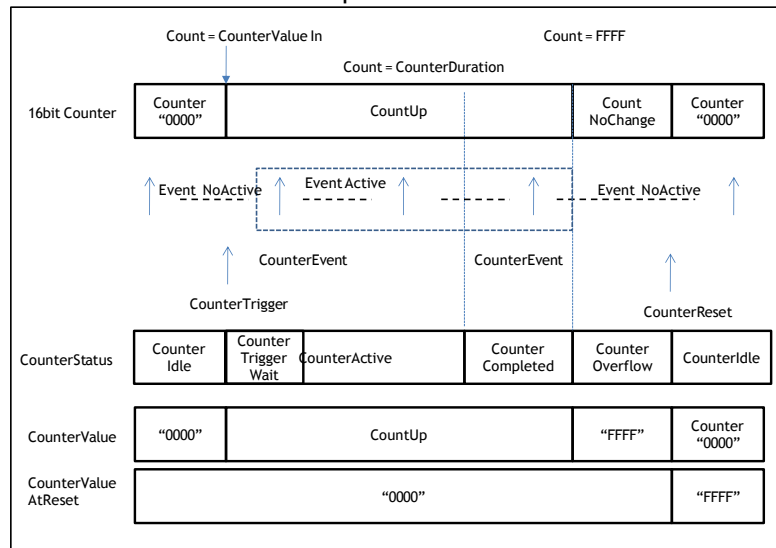 Count = CounterValue In
Count = FFFF
Count = CounterDuration
16bit Counter
Counter
“0000”
CountUp
Count
NoChange
Counter
“0000”
Event NoActive
Event Active
Event NoActive
CounterEvent
CounterEvent
CounterTrigger
CounterReset
CounterStatus
Counter
Idle
Counter
Trigger
Wait
CounterActive
Counter
Completed
Counter
Overflow
CounterIdle
CounterValue
“0000”
CountUp
“FFFF”
Counter
“0000”
CounterValue
AtReset
“0000”
“FFFF”